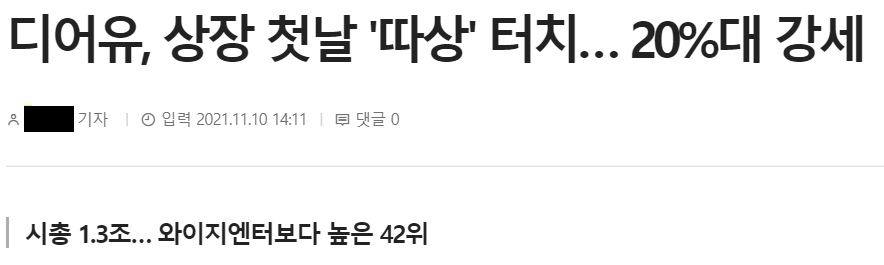 디어유, 상장 첫날 '따상' 터치… 20%대 강세
기자 | 입력 2021.11.10 14:11 | 댓글 0
시총 1.3조… 와이지엔터보다 높은 42위